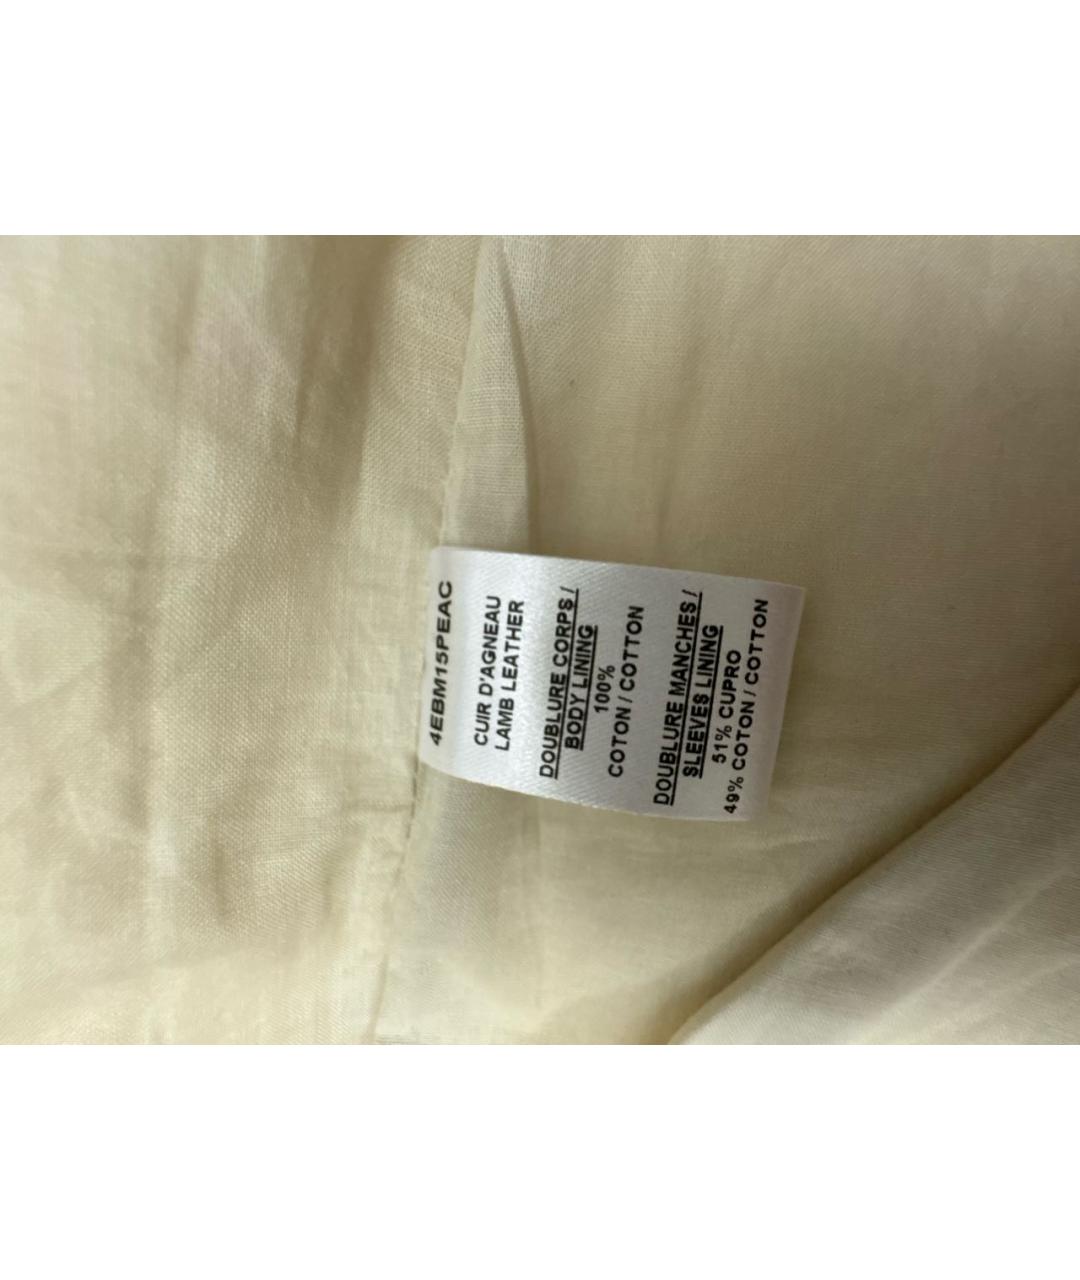 4EBM15PEAC
CUIR D'AGNEAU
LAMB LEATHER
DOUBLURE CORPS /
BODY LINING
100%
COTON / COTTON
DOUBLURE MANCHES /
SLEEVES LINING
51% CUPRO
49% COTON / COTTON